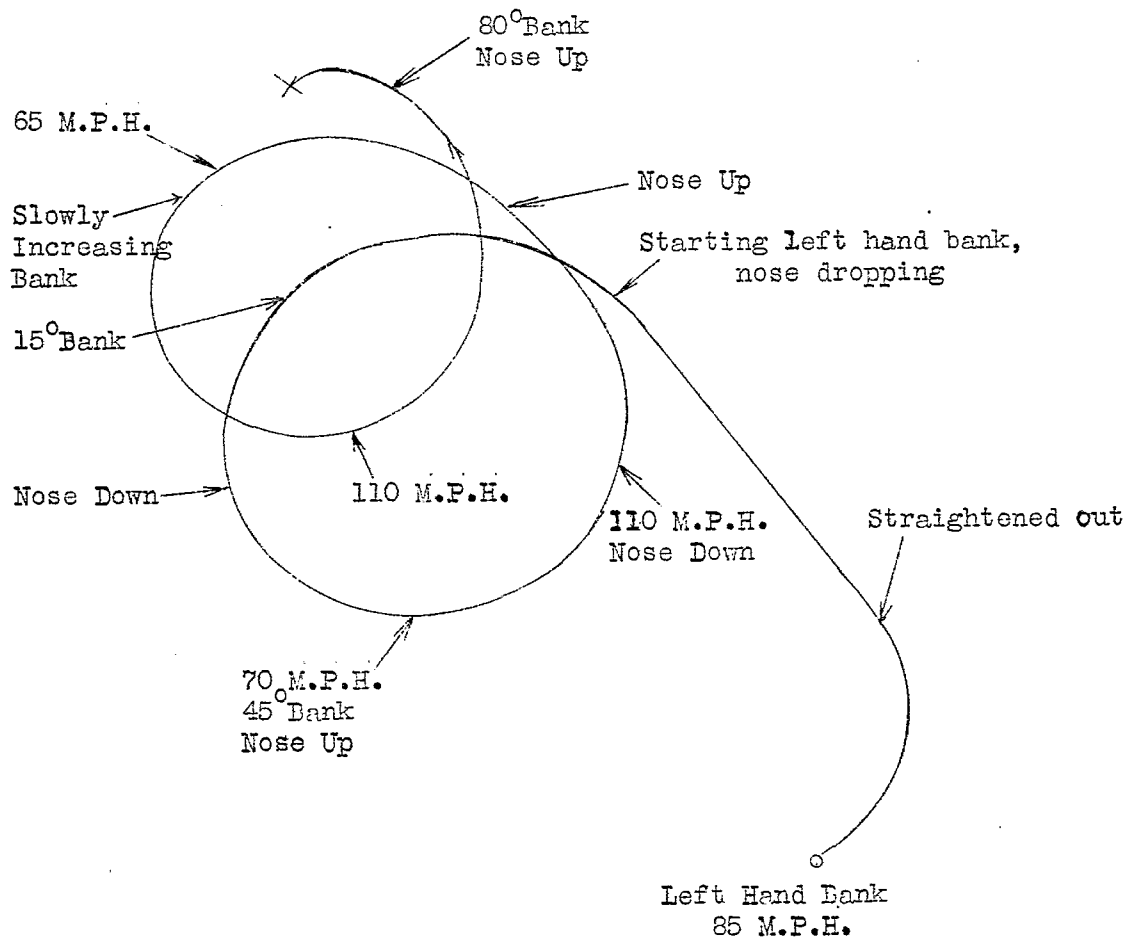 80°Bank
Nose Up
65 M.P.H.
Nose Up
Slowly
Increasing
Bank
Starting left hand bank,
nose dropping
15°Bank
Nose Down
110 M.P.H.
110 M.P.H.
Nose Down
Straightened out
70 M.P.H.
45°Bank
Nose Up
Left Hand Bank
85 M.P.H.